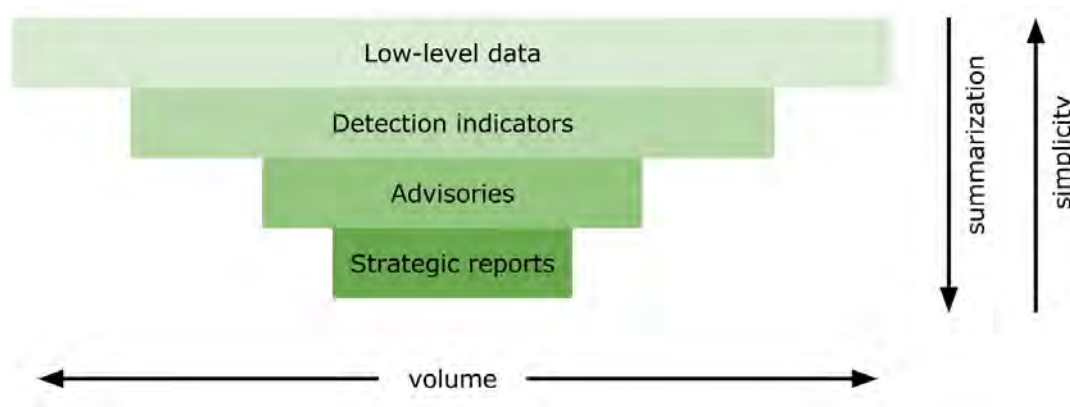 Low-level data
Detection indicators
Advisories
Strategic reports
summarization
simplicity
volume